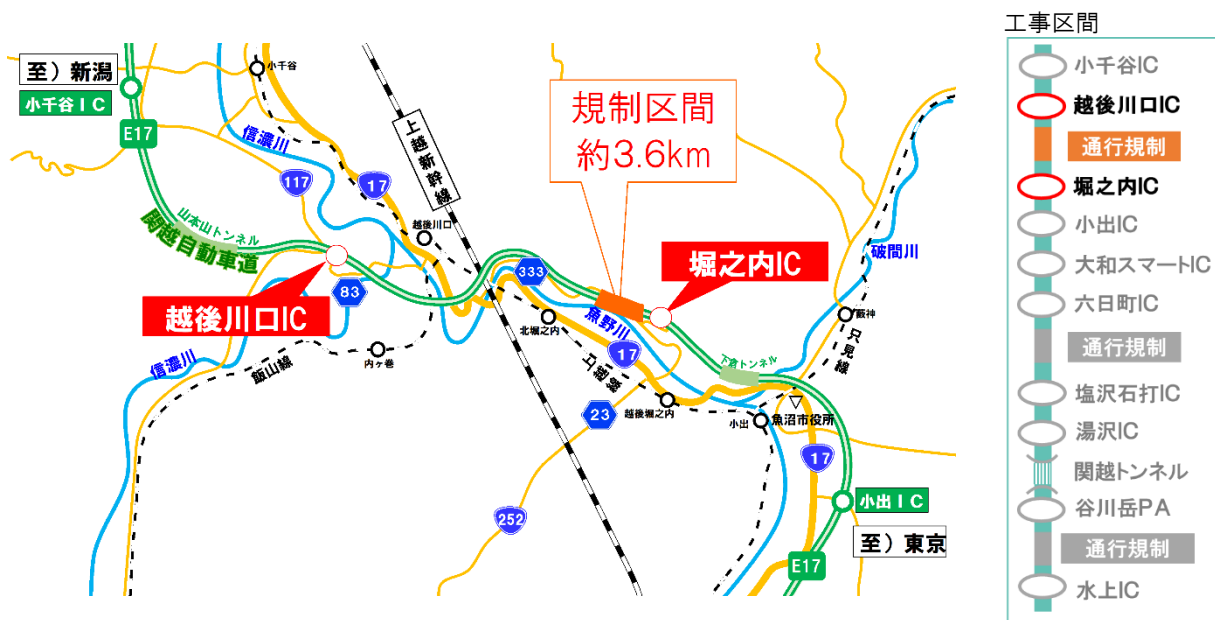 工事区間
至）新潟
小千谷ＩＣ
E17
小千谷
信濃川
117
17
上越新幹線
規制区間
約3.6km
山本山トンネル
関越自動車道
越後川口
越後川口IC
83
333
堀之内IC
破間川
信濃川
飯山線
内ヶ巻
北堀之内
魚野川
17
上越線
下倉トンネル
藪神
只見線
23
越後堀之内
小出
魚沼市役所
17
252
小出ＩＣ
至）東京
E17
小千谷IC
越後川口IC
通行規制
堀之内IC
小出IC
大和スマートIC
六日町IC
通行規制
塩沢石打IC
湯沢IC
関越トンネル
谷川岳PA
通行規制
水上IC